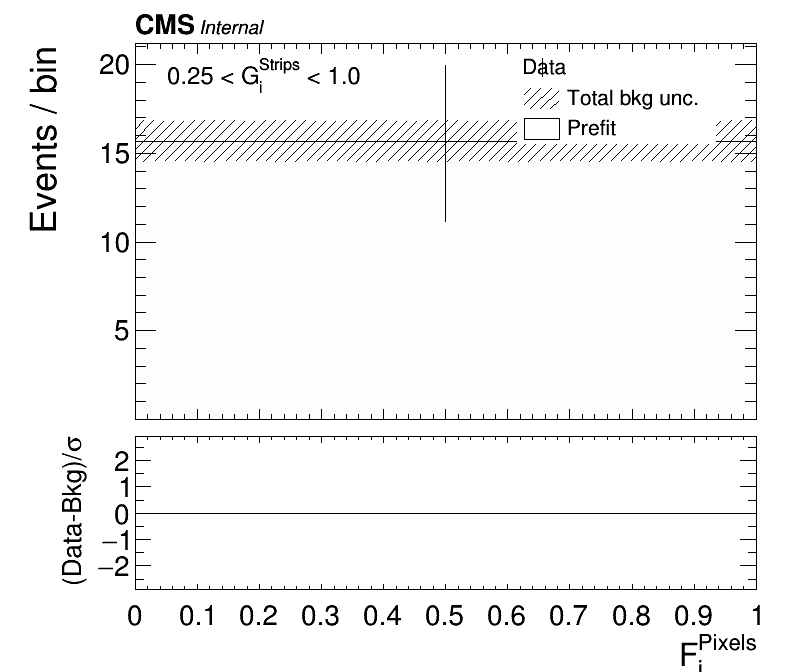 CMS Internal
0.25 < G_i^Strips < 1.0
Data
Total bkg unc.
Prefit
Events / bin
20
15
10
5
(Data-Bkg)/σ
2
1
0
−1
−2
0 0.1 0.2 0.3 0.4 0.5 0.6 0.7 0.8 0.9 1
F_i^Pixels